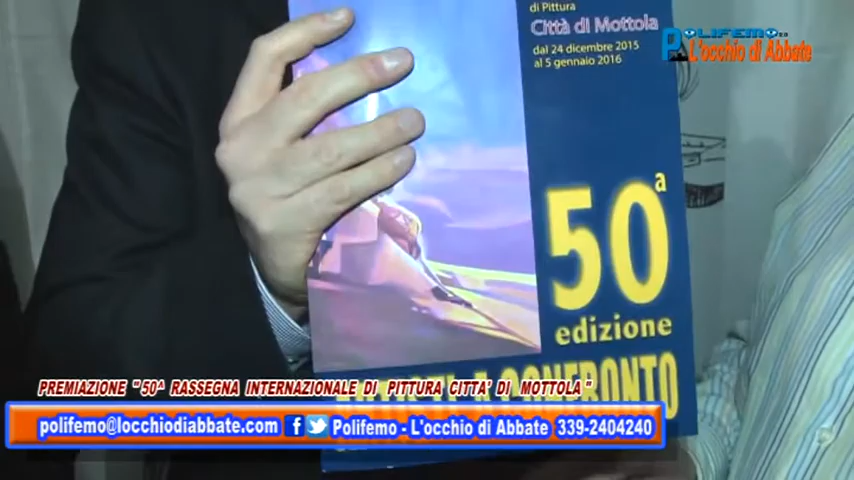 di Pittura
Città di Mottola
dal 24 dicembre 2015
al 5 gennaio 2016
POLIFEMO
L'occhio di Abbate
50ª
edizione
A CONFRONTO
PREMIAZIONE "50^ RASSEGNA INTERNAZIONALE DI PITTURA CITTA' DI MOTTOLA"
polifemo@locchiodiabbate.com Polifemo - L'occhio di Abbate 339-2404240